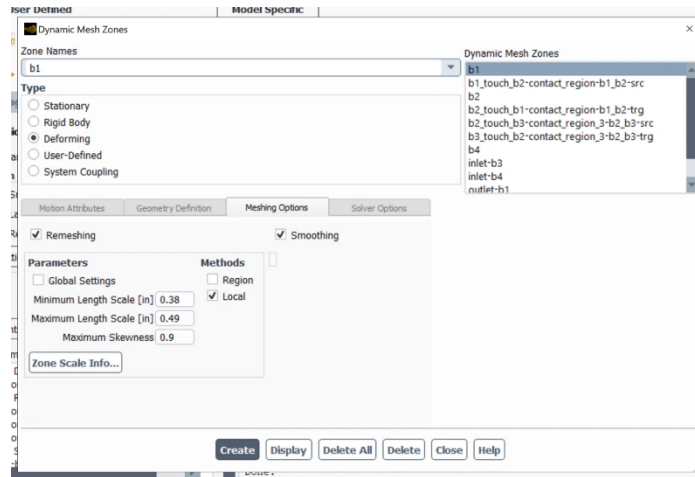 User Defined Model Specific
Dynamic Mesh Zones
Zone Names
b1
Type
Stationary
Rigid Body
Deforming
User-Defined
System Coupling
Dynamic Mesh Zones
b1
b1_touch_b2-contact_region-b1_b2-src
b2
b2_touch_b1-contact_region-b1_b2-trg
b2_touch_b3-contact_region_3-b2_b3-src
b3_touch_b2-contact_region_3-b2_b3-trg
b4
inlet-b3
inlet-b4
outlet-b1
Motion Attributes Geometry Definition Meshing Options Solver Options
Remeshing Smoothing
Parameters Methods
Global Settings Region
Minimum Length Scale [in] 0.38 Local
Maximum Length Scale [in] 0.49
Maximum Skewness 0.9
Zone Scale Info...
Create Display Delete All Delete Close Help
Done.